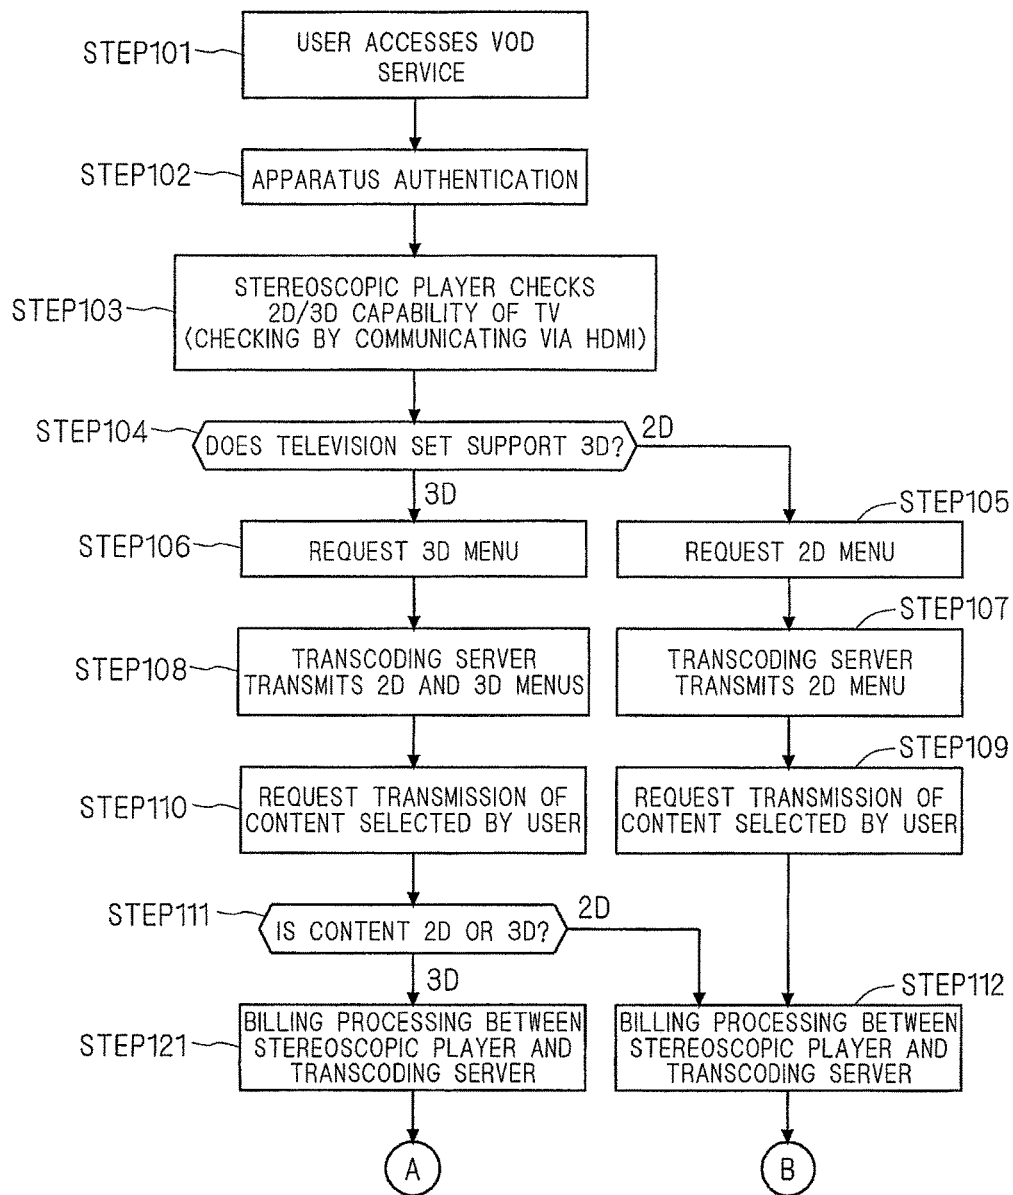 STEP101
USER ACCESSES VOD
SERVICE
STEP102
APPARATUS AUTHENTICATION
STEP103
STEREOSCOPIC PLAYER CHECKS
2D/3D CAPABILITY OF TV
(CHECKING BY COMMUNICATING VIA HDMI)
STEP104
DOES TELEVISION SET SUPPORT 3D?
2D
3D
STEP106
REQUEST 3D MENU
STEP105
REQUEST 2D MENU
STEP108
TRANSCODING SERVER
TRANSMITS 2D AND 3D MENUS
STEP107
TRANSCODING SERVER
TRANSMITS 2D MENU
STEP110
REQUEST TRANSMISSION OF
CONTENT SELECTED BY USER
STEP109
REQUEST TRANSMISSION OF
CONTENT SELECTED BY USER
STEP111
IS CONTENT 2D OR 3D?
2D
3D
STEP121
BILLING PROCESSING BETWEEN
STEREOSCOPIC PLAYER AND
TRANSCODING SERVER
STEP112
BILLING PROCESSING BETWEEN
STEREOSCOPIC PLAYER AND
TRANSCODING SERVER
A
B